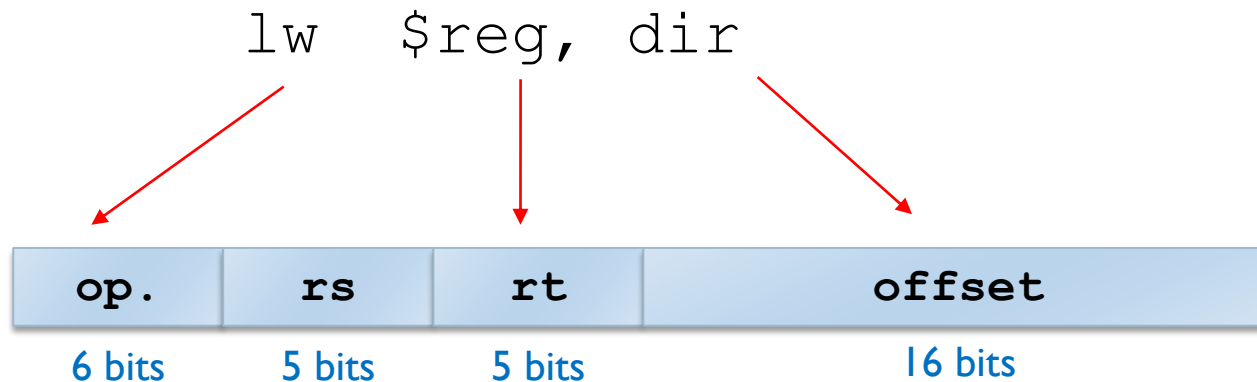 lw $reg, dir
op. rs rt offset
6 bits 5 bits 5 bits 16 bits